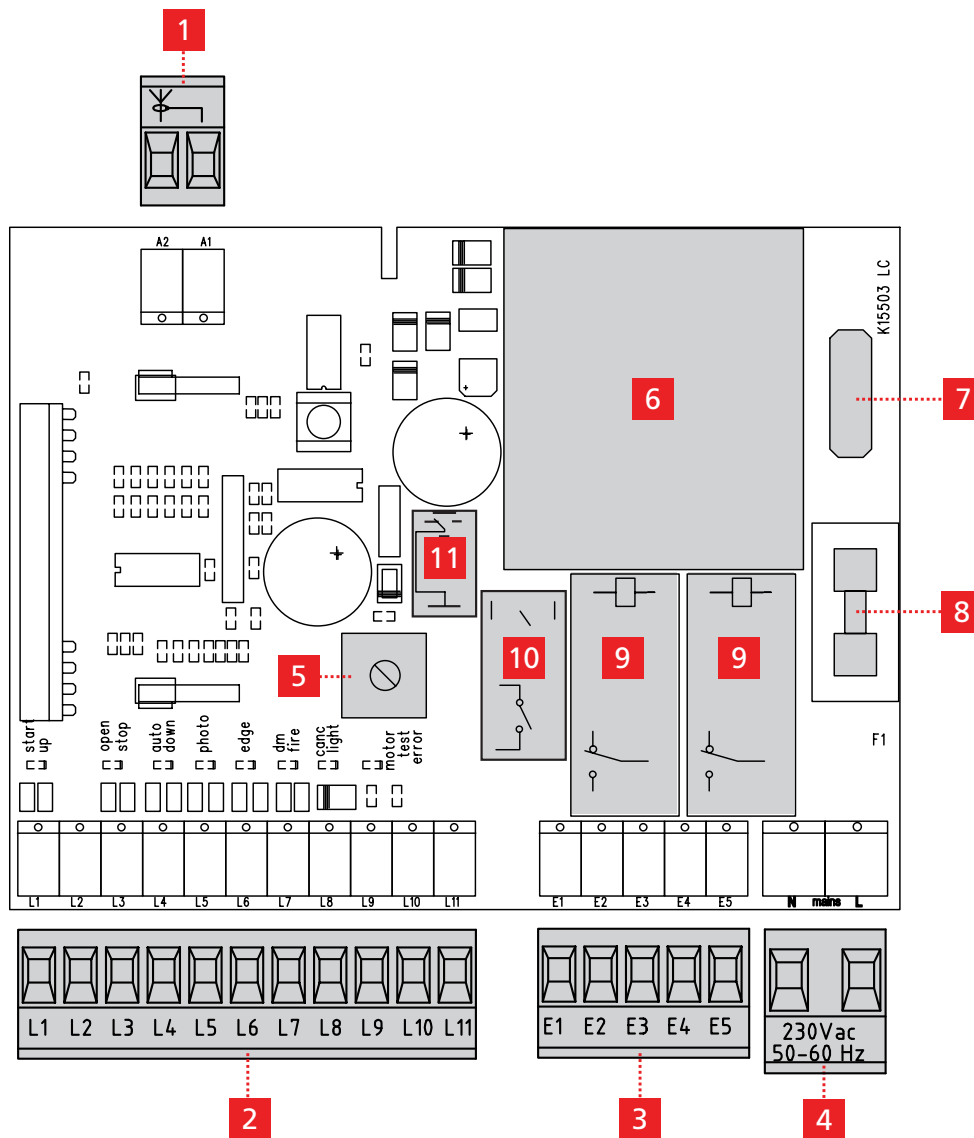 1
A2 A1
K15503 LC
6
7
11
8
10
9
9
5
start
up
open
stop
auto
down
photo
edge
dm
fire
canc
light
motor
test
error
F1
L1 L2 L3 L4 L5 L6 L7 L8 L9 L10 L11
E1 E2 E3 E4 E5
N mains L
L1 L2 L3 L4 L5 L6 L7 L8 L9 L10 L11
E1 E2 E3 E4 E5
230Vac
50-60 Hz
2
3
4